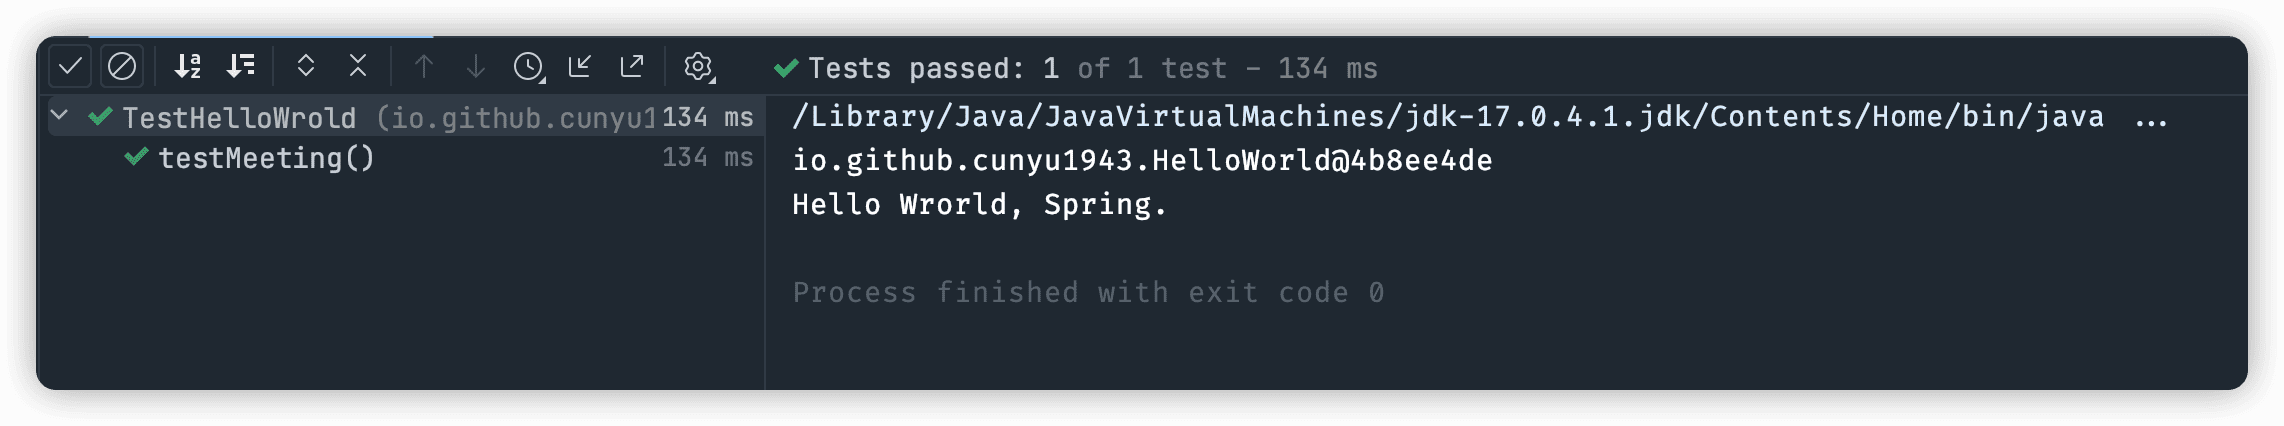 Tests passed: 1 of 1 test – 134 ms
TestHelloWrold (io.github.cunyu1 134 ms
testMeeting() 134 ms
/Library/Java/JavaVirtualMachines/jdk-17.0.4.1.jdk/Contents/Home/bin/java ...
io.github.cunyu1943.HelloWorld@4b8ee4de
Hello Wrorld, Spring.
Process finished with exit code 0